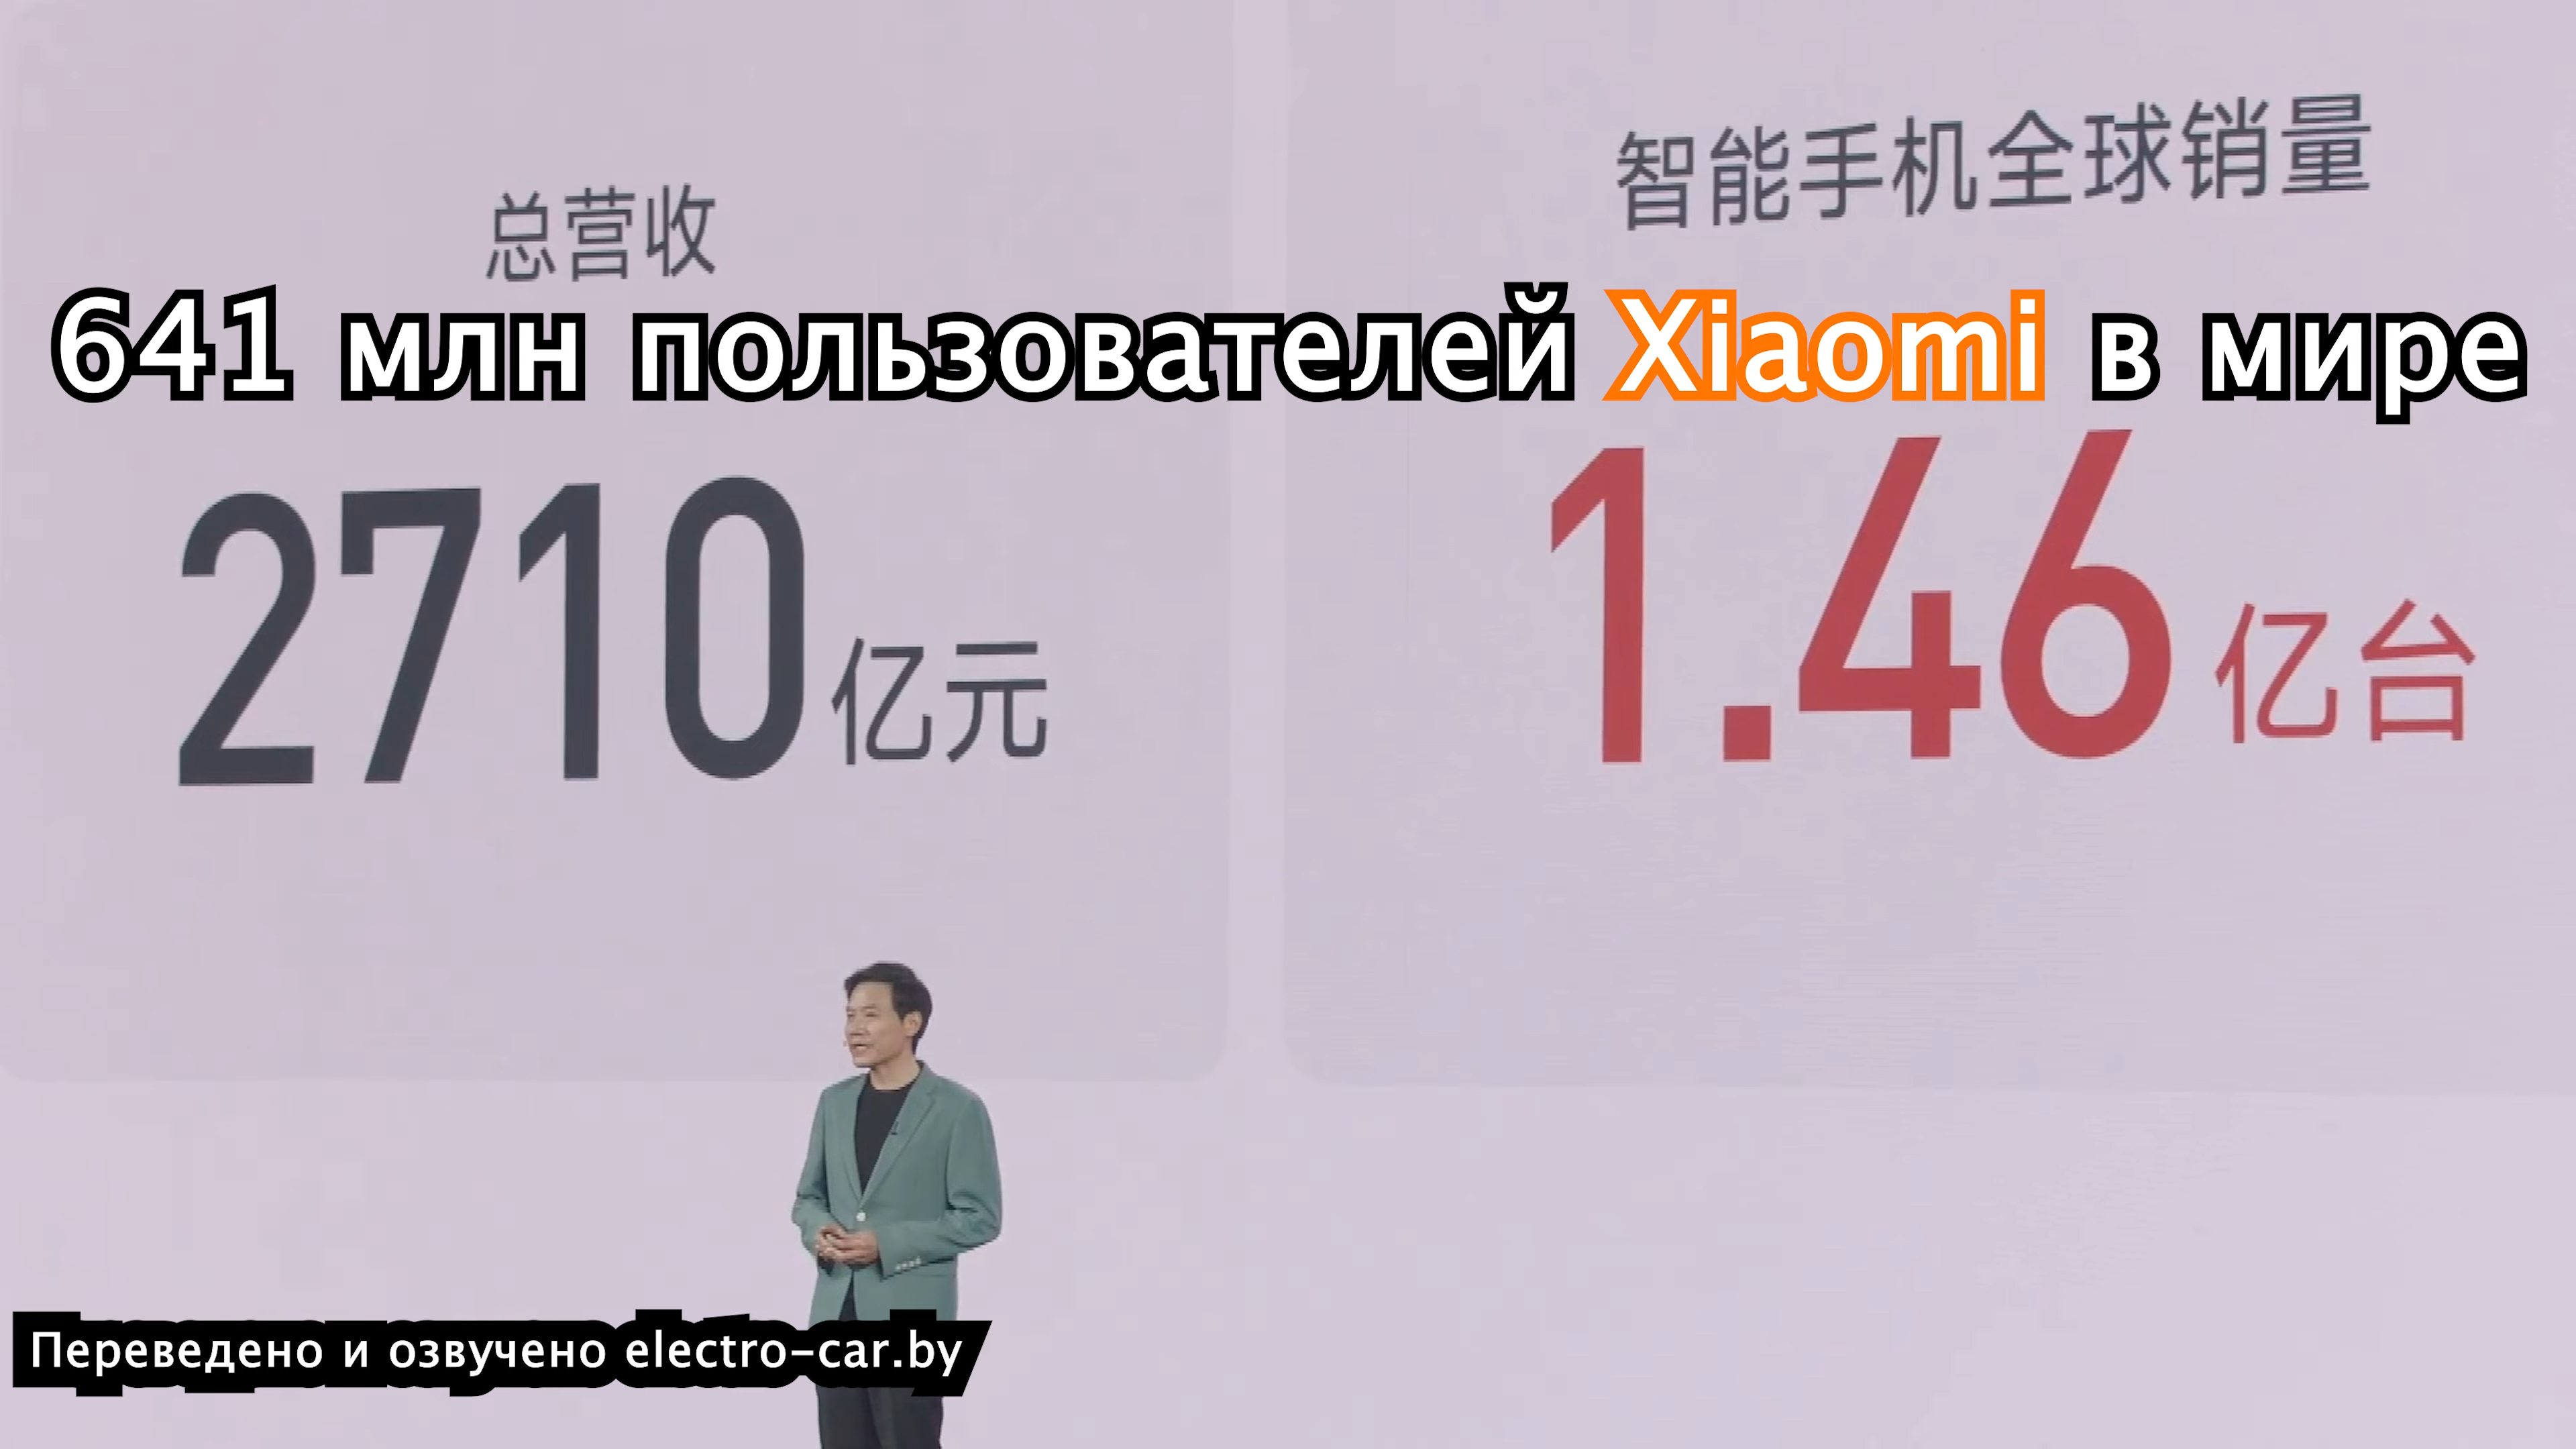 总营收
智能手机全球销量
641 млн пользователей Xiaomi в мире
2710亿元
1.46亿台
Переведено и озвучено electro-car.by